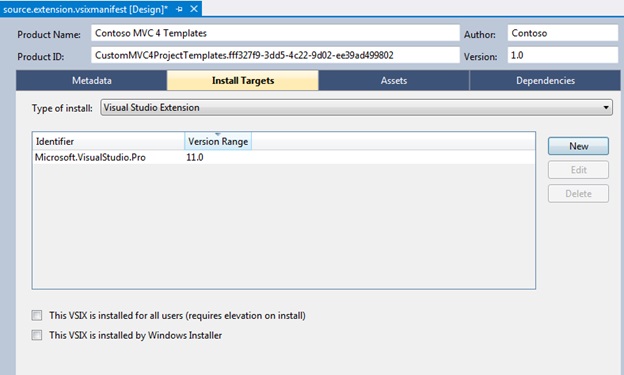 source.extension.vsixmanifest [Design]*
Product Name: Contoso MVC 4 Templates Author: Contoso
Product ID: CustomMVC4ProjectTemplates.fff327f9-3dd5-4c22-9d02-ee39ad499802 Version: 1.0
Metadata Install Targets Assets Dependencies
Type of install: Visual Studio Extension
Identifier Version Range
Microsoft.VisualStudio.Pro 11.0
New
Edit
Delete
This VSIX is installed for all users (requires elevation on install)
This VSIX is installed by Windows Installer